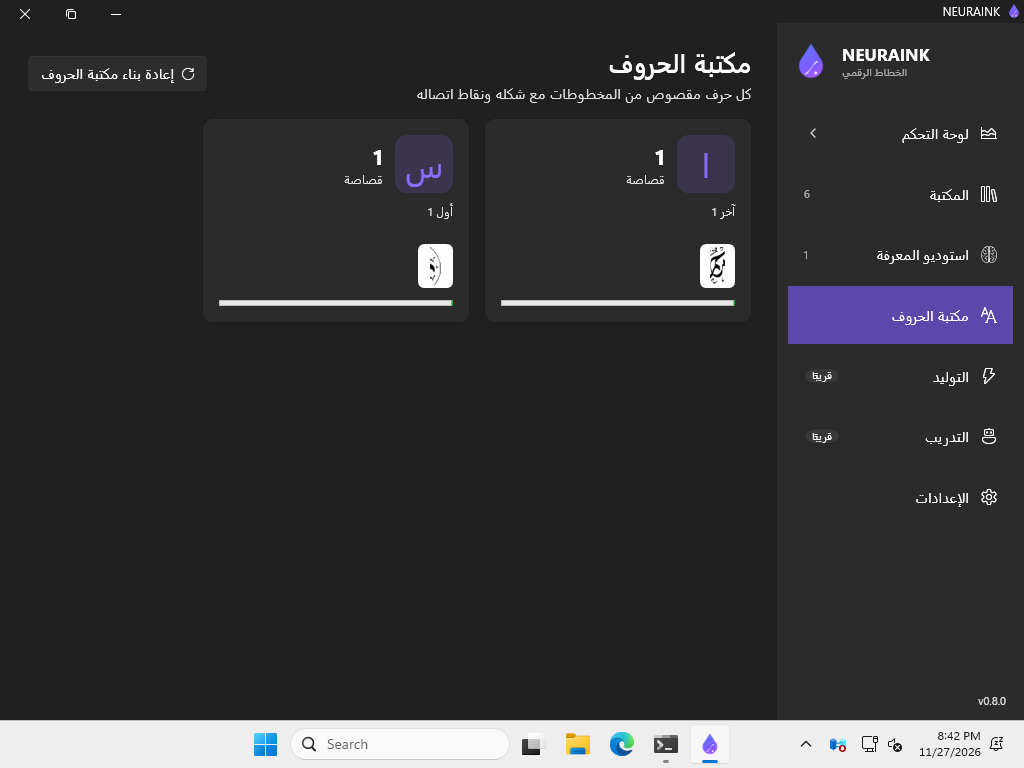 NEURAINK
NEURAINK
الخطاط الرقمي
لوحة التحكم
المكتبة
6
استوديو المعرفة
1
مكتبة الحروف
التوليد
قريبًا
التدريب
قريبًا
الإعدادات
v0.8.0
مكتبة الحروف
كل حرف مقصوص من المخطوطات مع شكله ونقاط اتصاله
إعادة بناء مكتبة الحروف
ا
1
قصاصة
آخر 1
س
1
قصاصة
أول 1
Search
8:42 PM
11/27/2026